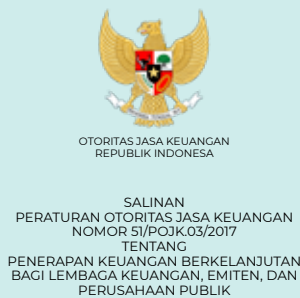 OTORITAS JASA KEUANGAN
REPUBLIK INDONESA
SALINAN
PERATURAN OTORITAS JASA KEUANGAN
NOMOR 51/POJK.03/2017
TENTANG
PENERAPAN KEUANGAN BERKELANJUTAN
BAGI LEMBAGA KEUANGAN, EMITEN, DAN
PERUSAHAAN PUBLIK